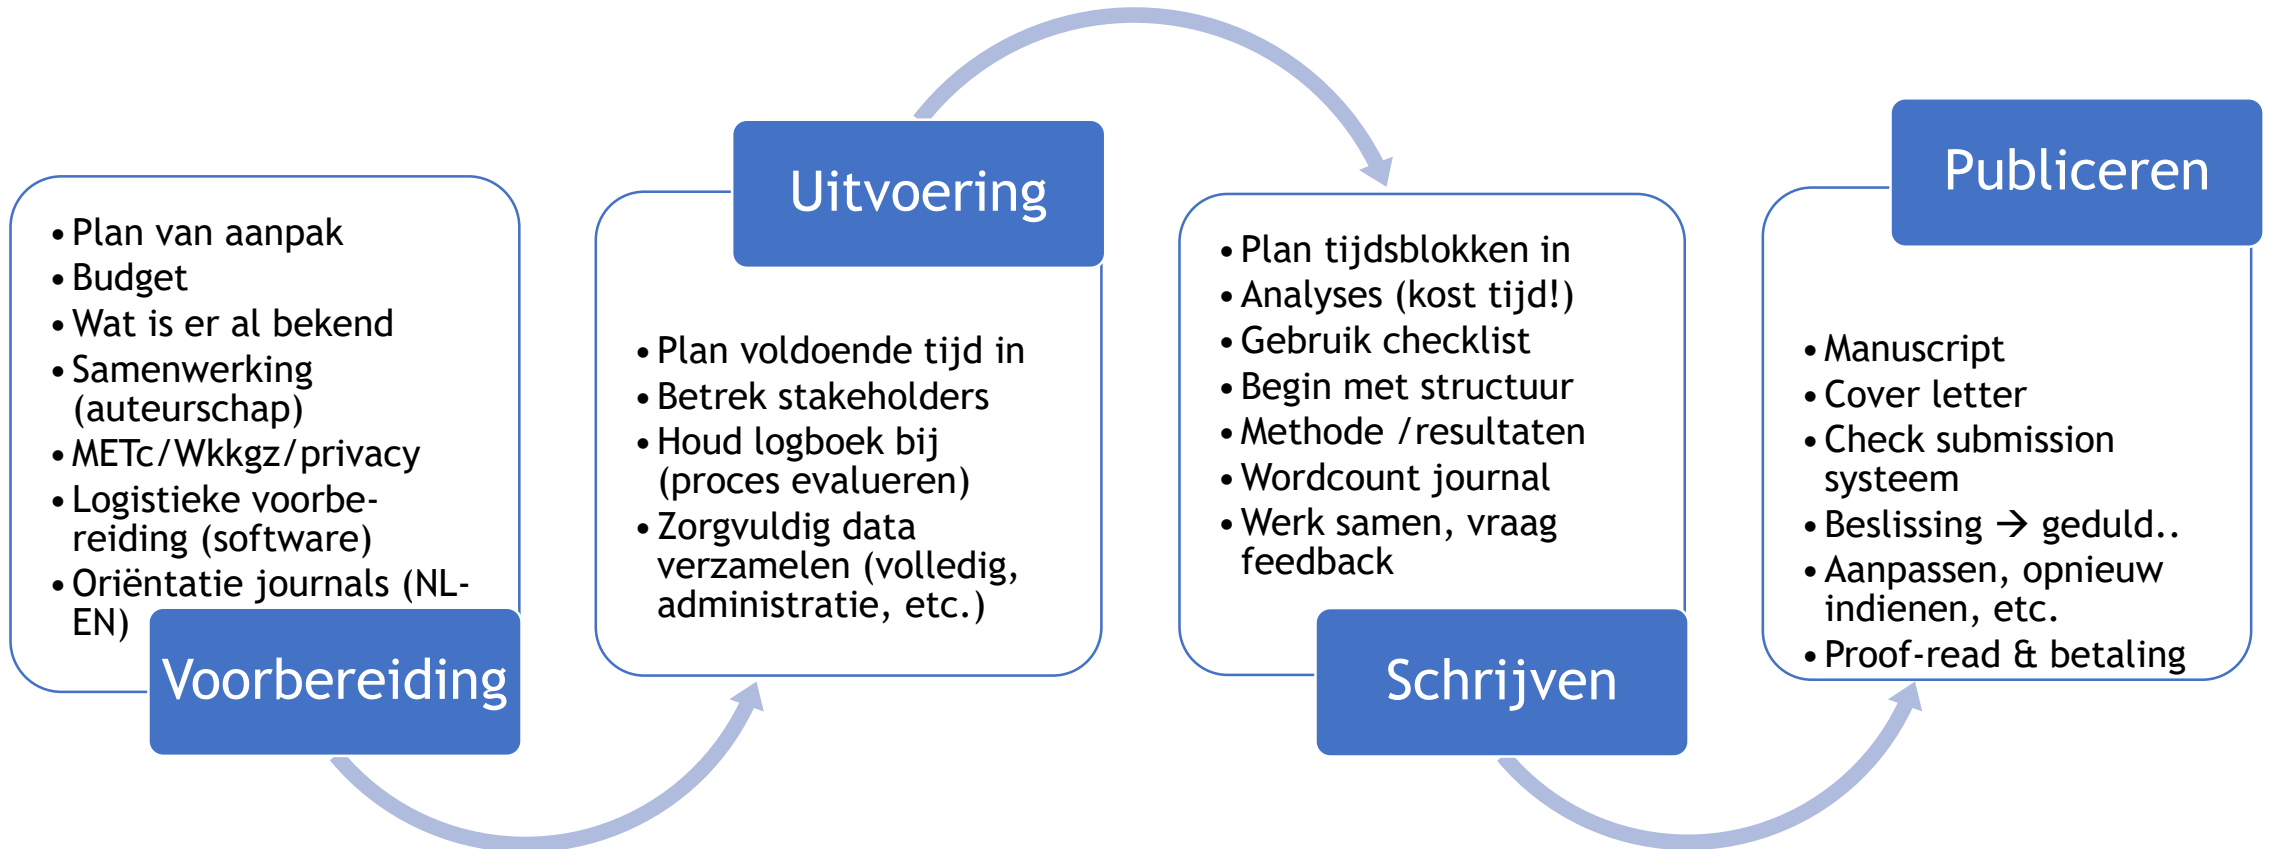 • Plan van aanpak
• Budget
• Wat is er al bekend
• Samenwerking
(auteurschap)
• METc/Wkkgz/privacy
• Logistieke voorbe-
reiding (software)
• Oriëntatie journals (NL-
EN)
Voorbereiding
Uitvoering
• Plan voldoende tijd in
• Betrek stakeholders
• Houd logboek bij
(proces evalueren)
• Zorgvuldig data
verzamelen (volledig,
administratie, etc.)
• Plan tijdsblokken in
• Analyses (kost tijd!)
• Gebruik checklist
• Begin met structuur
• Methode /resultaten
• Wordcount journal
• Werk samen, vraag
feedback
Schrijven
Publiceren
• Manuscript
• Cover letter
• Check submission
systeem
• Beslissing → geduld..
• Aanpassen, opnieuw
indienen, etc.
• Proof-read & betaling